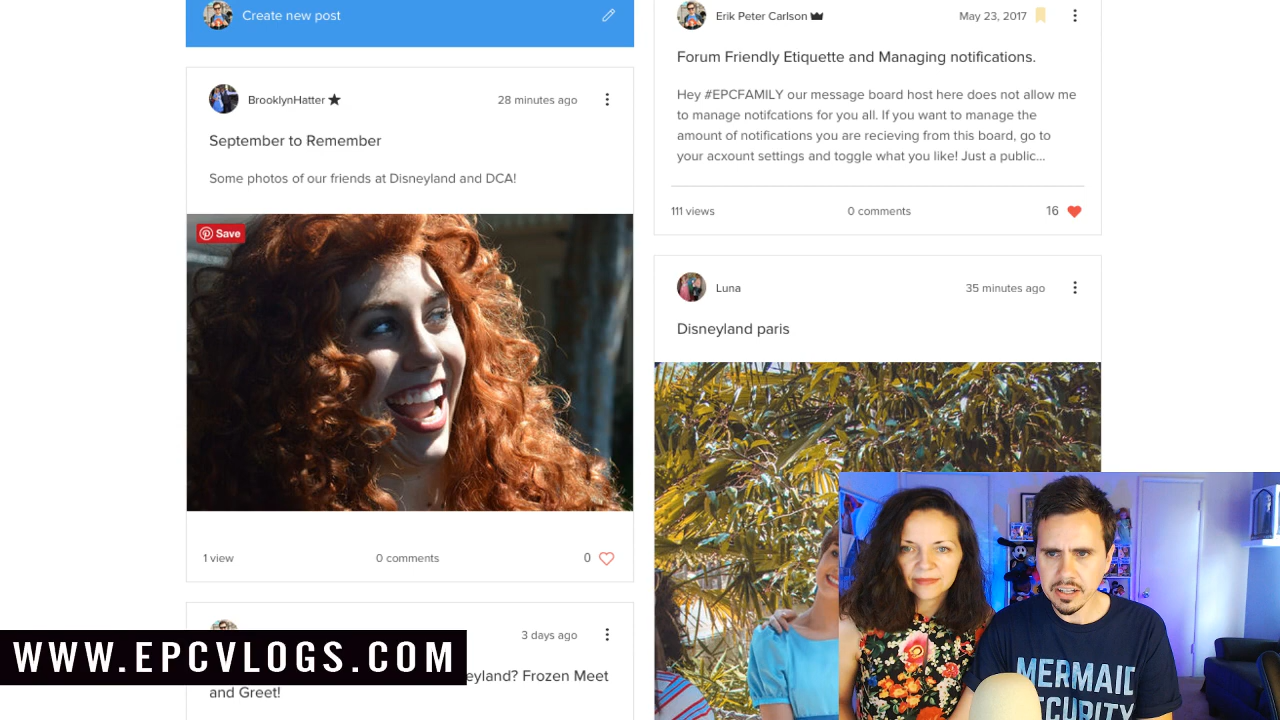 Create new post
BrooklynHatter
28 minutes ago
September to Remember
Some photos of our friends at Disneyland and DCA!
Save
1 view
0 comments
0
3 days ago
eyland? Frozen Meet
and Greet!
WWW.EPCVLOGS.COM
Erik Peter Carlson
May 23, 2017
Forum Friendly Etiquette and Managing notifications.
Hey #EPCFAMILY our message board host here does not allow me
to manage notifcations for you all. If you want to manage the
amount of notifications you are recieving from this board, go to
your acxount settings and toggle what you like! Just a public...
111 views
0 comments
16
Luna
35 minutes ago
Disneyland paris
MERMAID
SECURITY